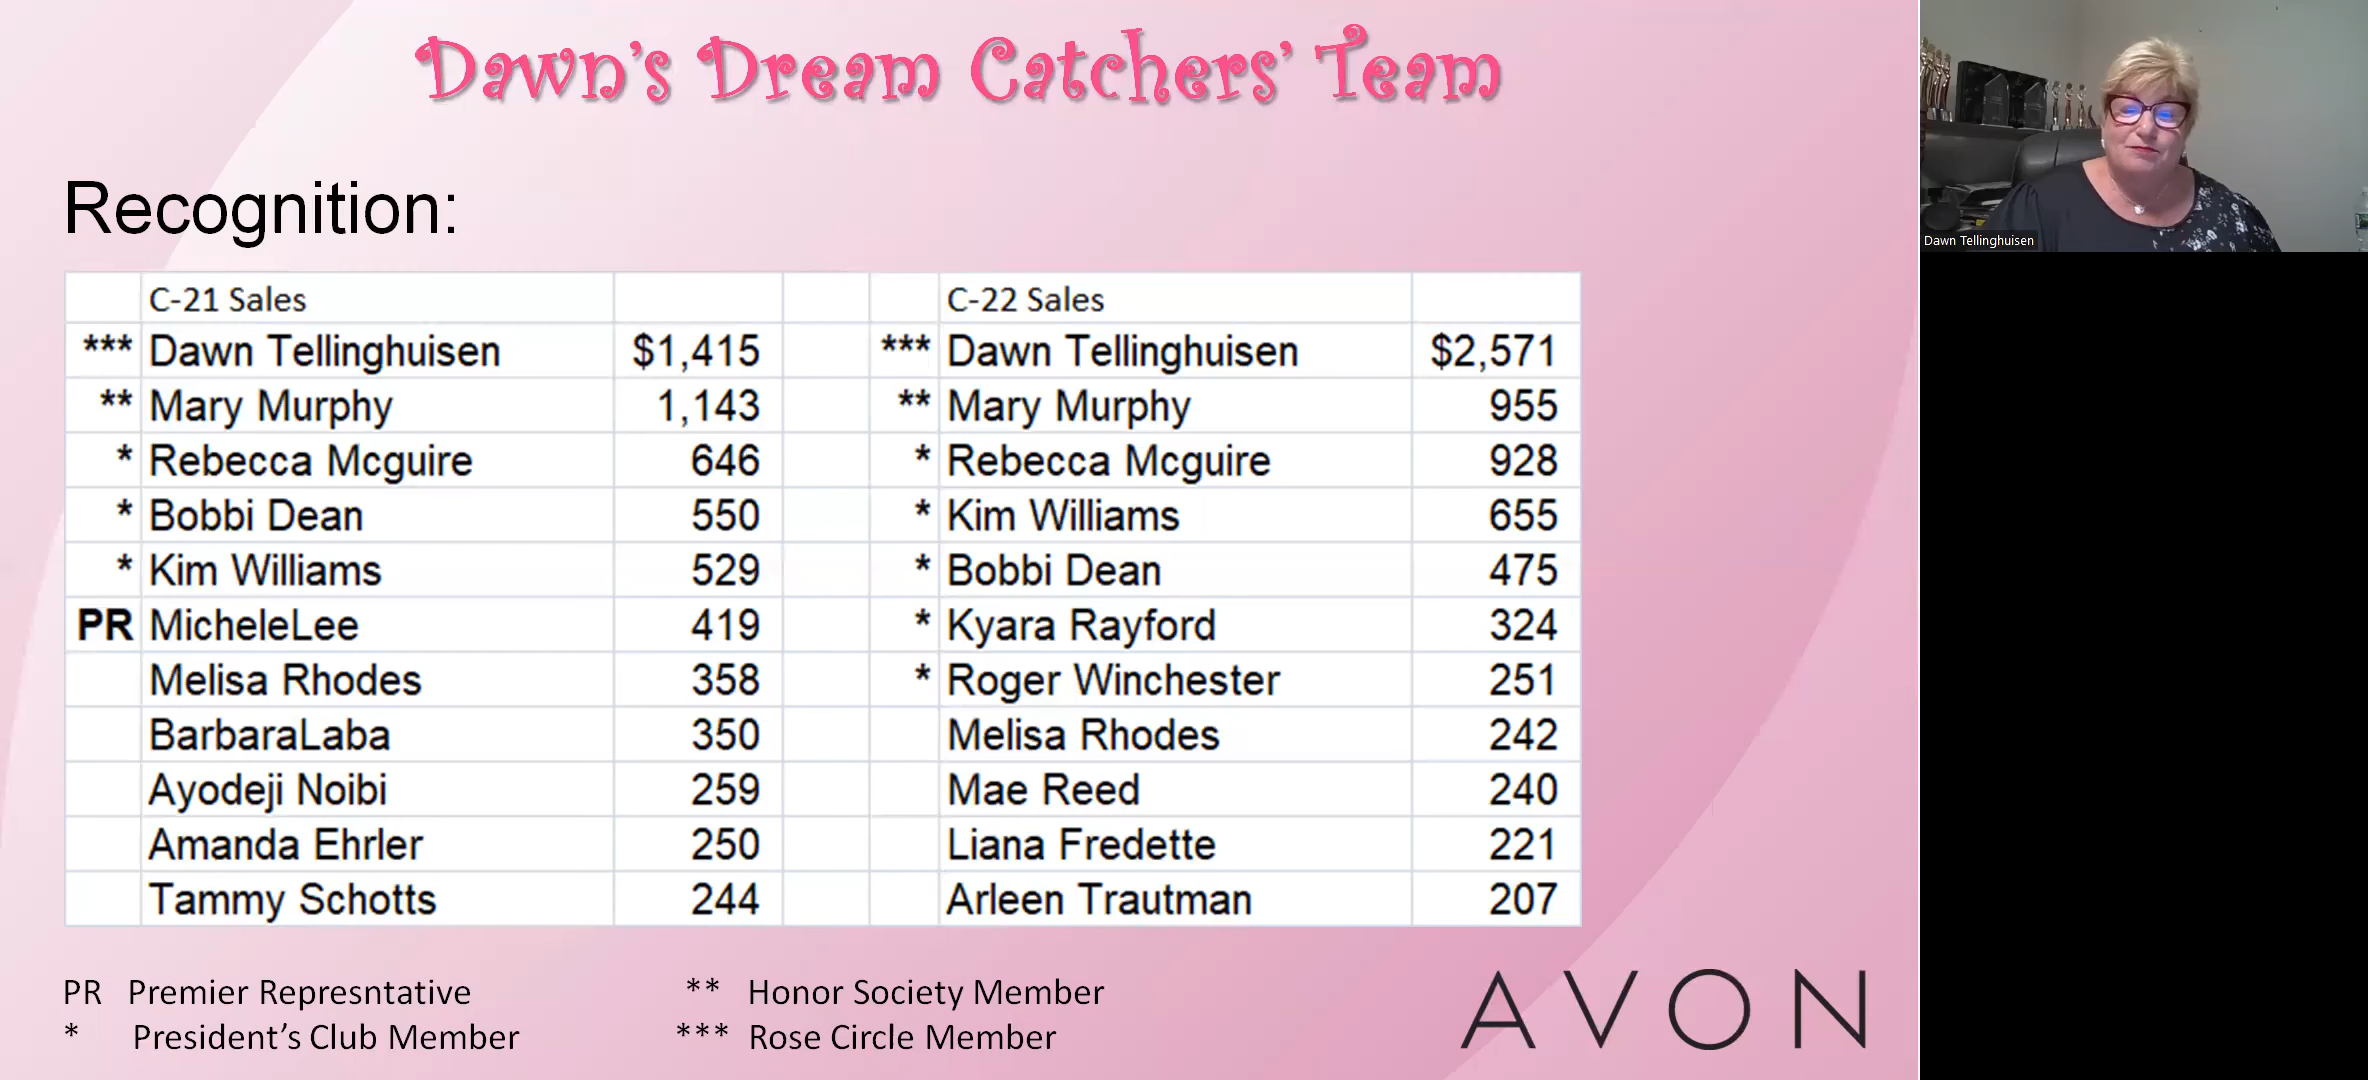 Dawn's Dream Catchers' Team
Recognition:
C-21 Sales C-22 Sales
*** Dawn Tellinghuisen $1,415 *** Dawn Tellinghuisen $2,571
** Mary Murphy 1,143 ** Mary Murphy 955
* Rebecca Mcguire 646 * Rebecca Mcguire 928
* Bobbi Dean 550 * Kim Williams 655
* Kim Williams 529 * Bobbi Dean 475
PR MicheleLee 419 * Kyara Rayford 324
Melisa Rhodes 358 * Roger Winchester 251
BarbaraLaba 350 Melisa Rhodes 242
Ayodeji Noibi 259 Mae Reed 240
Amanda Ehrler 250 Liana Fredette 221
Tammy Schotts 244 Arleen Trautman 207
PR Premier Represntative ** Honor Society Member
* President's Club Member *** Rose Circle Member
AVON
Dawn Tellinghuisen